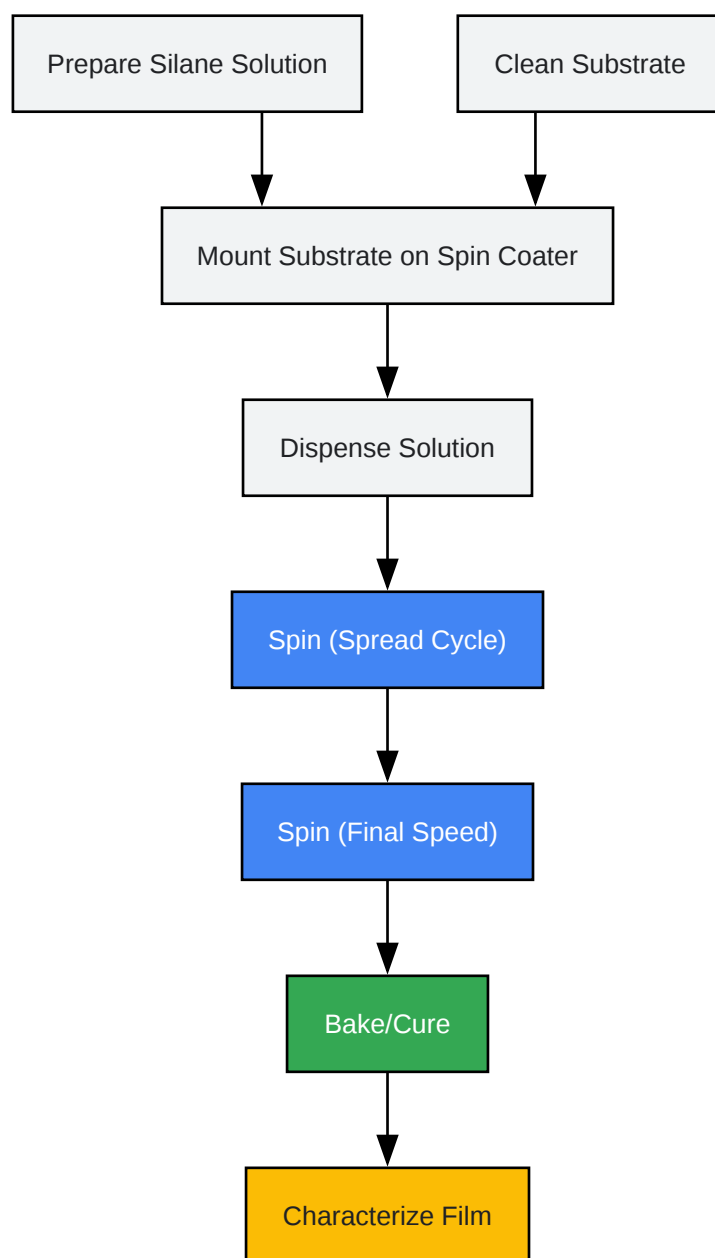 Prepare Silane Solution
Clean Substrate
Mount Substrate on Spin Coater
Dispense Solution
Spin (Spread Cycle)
Spin (Final Speed)
Bake/Cure
Characterize Film